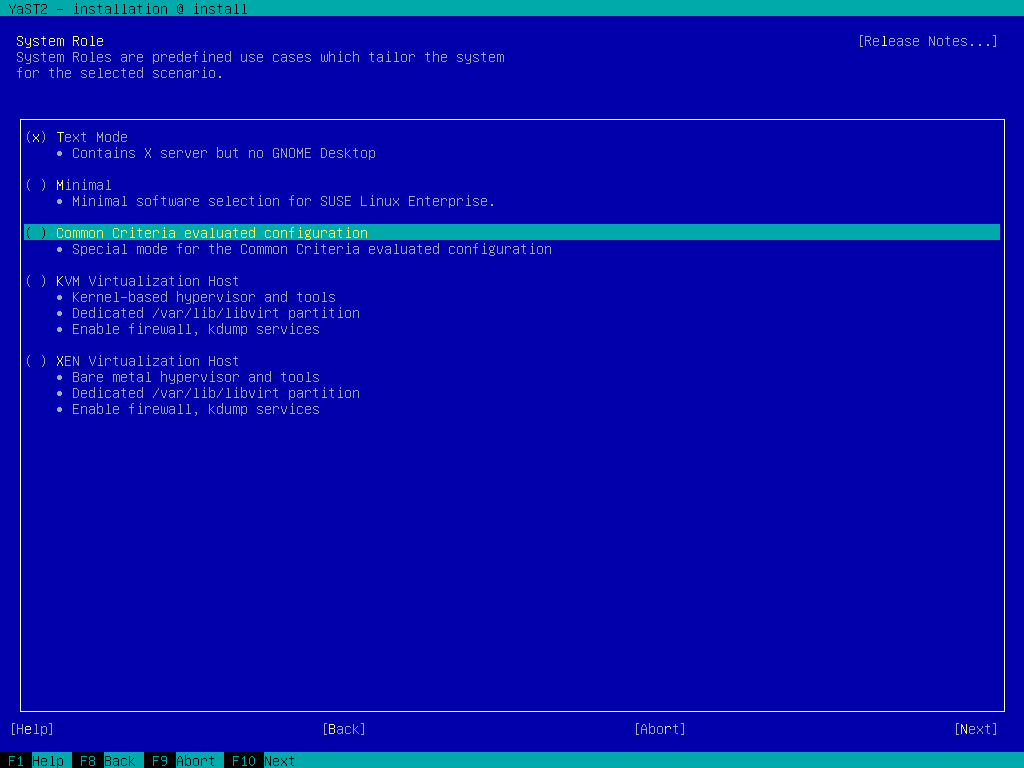 YaST2 - installation @ install
System Role [Release Notes...]
System Roles are predefined use cases which tailor the system
for the selected scenario.
(x) Text Mode
• Contains X server but no GNOME Desktop
( ) Minimal
• Minimal software selection for SUSE Linux Enterprise.
( ) Common Criteria evaluated configuration
• Special mode for the Common Criteria evaluated configuration
( ) KVM Virtualization Host
• Kernel-based hypervisor and tools
• Dedicated /var/lib/libvirt partition
• Enable firewall, kdump services
( ) XEN Virtualization Host
• Bare metal hypervisor and tools
• Dedicated /var/lib/libvirt partition
• Enable firewall, kdump services
[Help] [Back] [Abort] [Next]
F1 Help F8 Back F9 Abort F10 Next